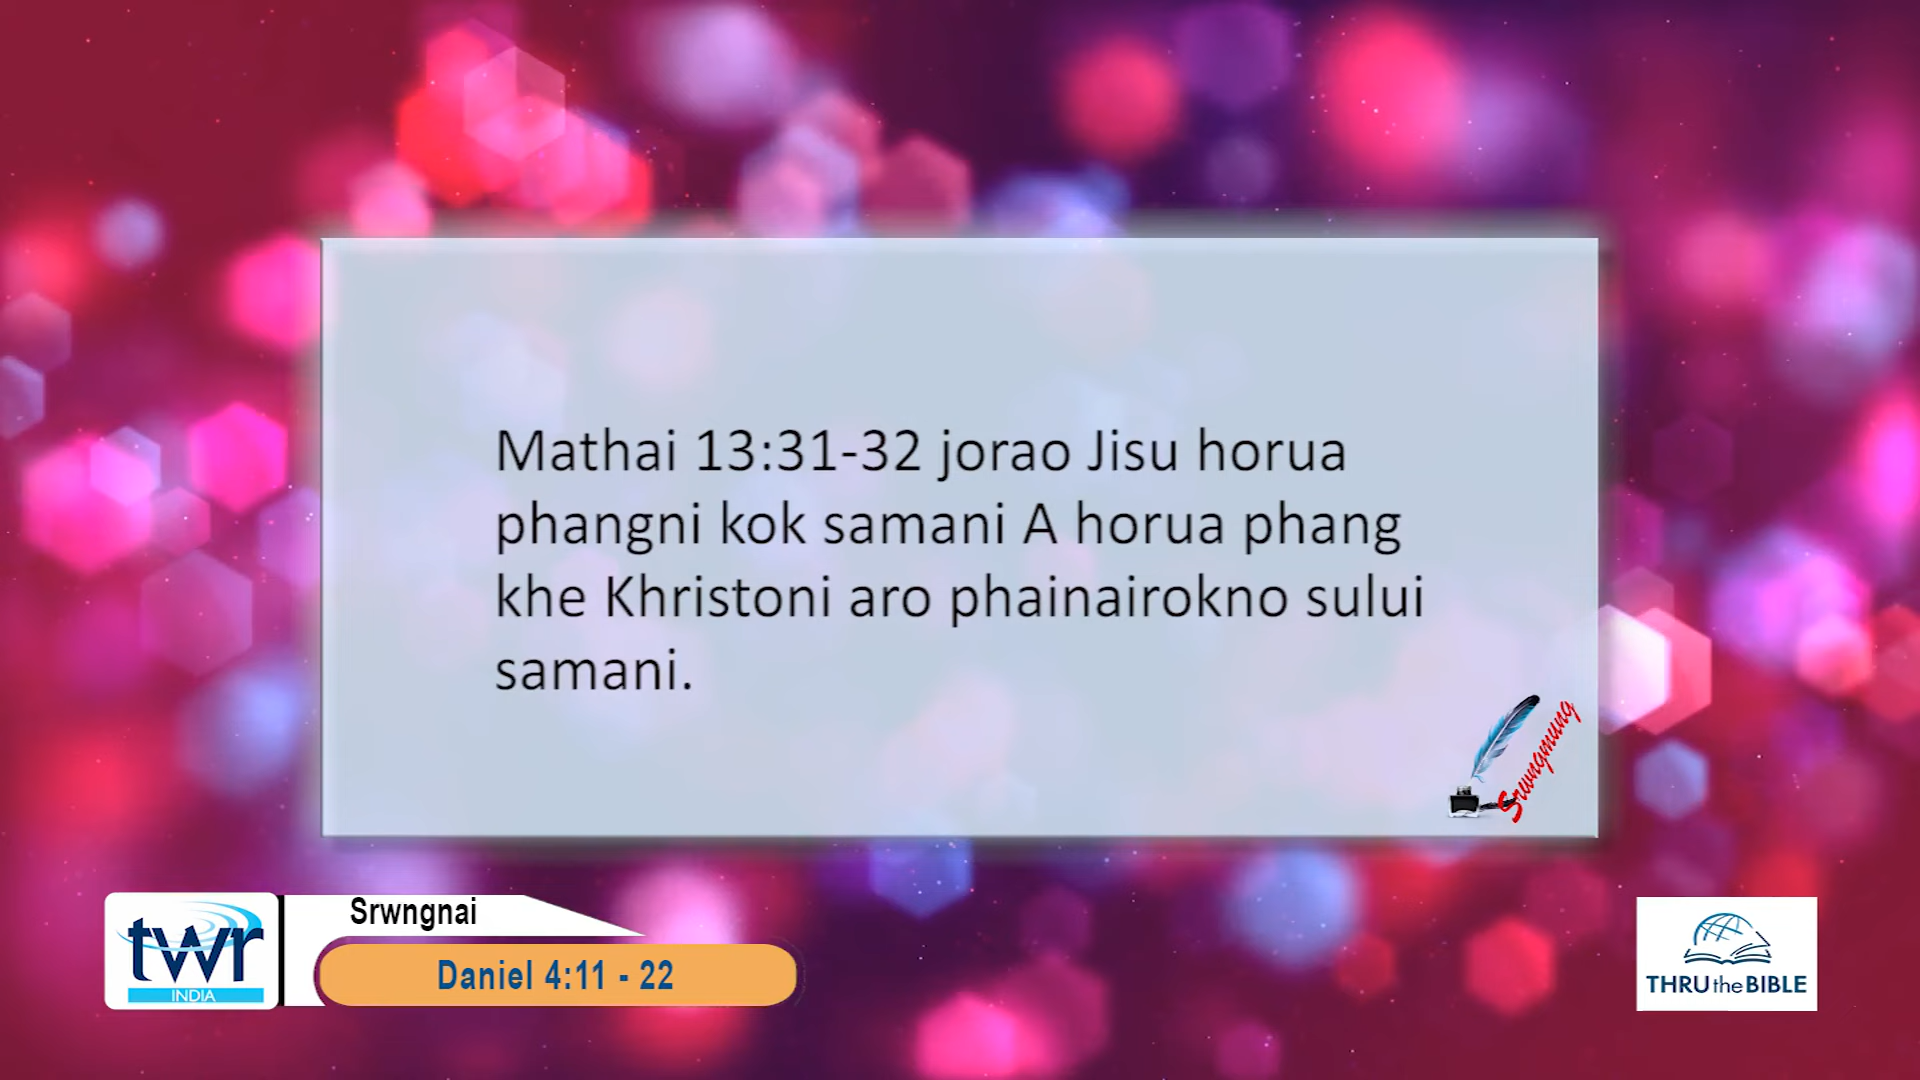 Mathai 13:31-32 jorao Jisu horua
phangni kok samani A horua phang
khe Khristoni aro phainairokno sului
samani.
Srwngmung
twr
INDIA
Srwngnai
Daniel 4:11 - 22
THRU the BIBLE